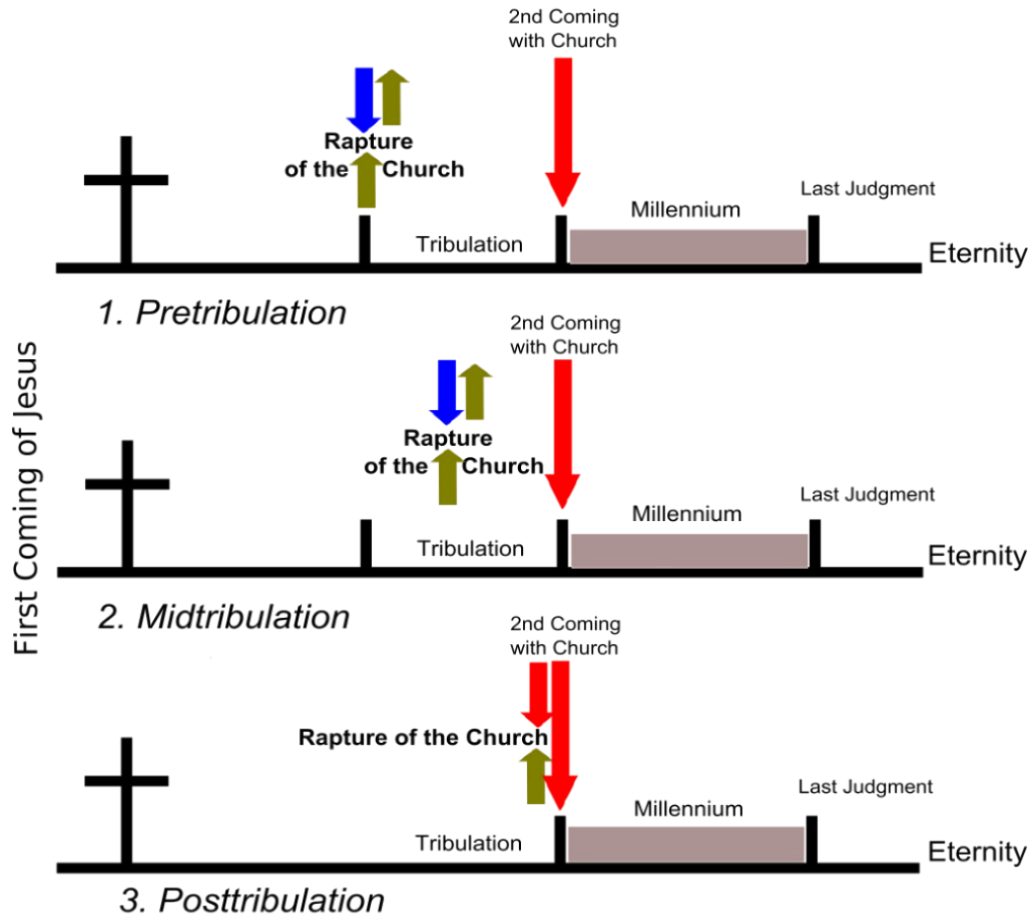 2nd Coming
with Church
Rapture
of the Church
Last Judgment
Millennium
Tribulation
Eternity
1. Pretribulation
First Coming of Jesus
2nd Coming
with Church
Rapture
of the Church
Last Judgment
Millennium
Tribulation
Eternity
2. Midtribulation
2nd Coming
with Church
Rapture of the Church
Last Judgment
Millennium
Tribulation
Eternity
3. Posttribulation